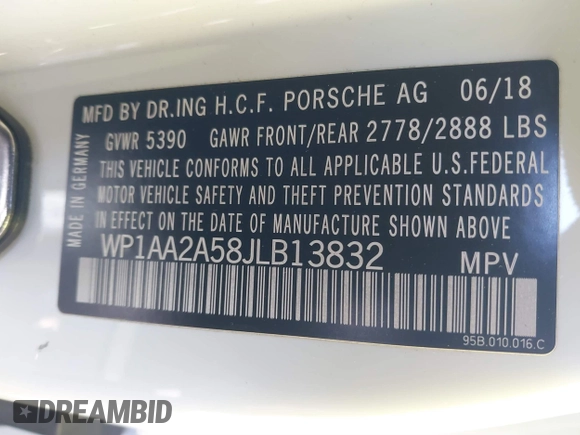 MFD BY DR.ING H.C.F. PORSCHE AG 06/18
GVWR 5390 GAWR FRONT/REAR 2778/2888 LBS
THIS VEHICLE CONFORMS TO ALL APPLICABLE U.S.FEDERAL
MOTOR VEHICLE SAFETY AND THEFT PREVENTION STANDARDS
IN EFFECT ON THE DATE OF MANUFACTURE SHOWN ABOVE.
WP1AA2A58JLB13832 MPV
95B.010.016.C
MADE IN GERMANY
DREAMBID